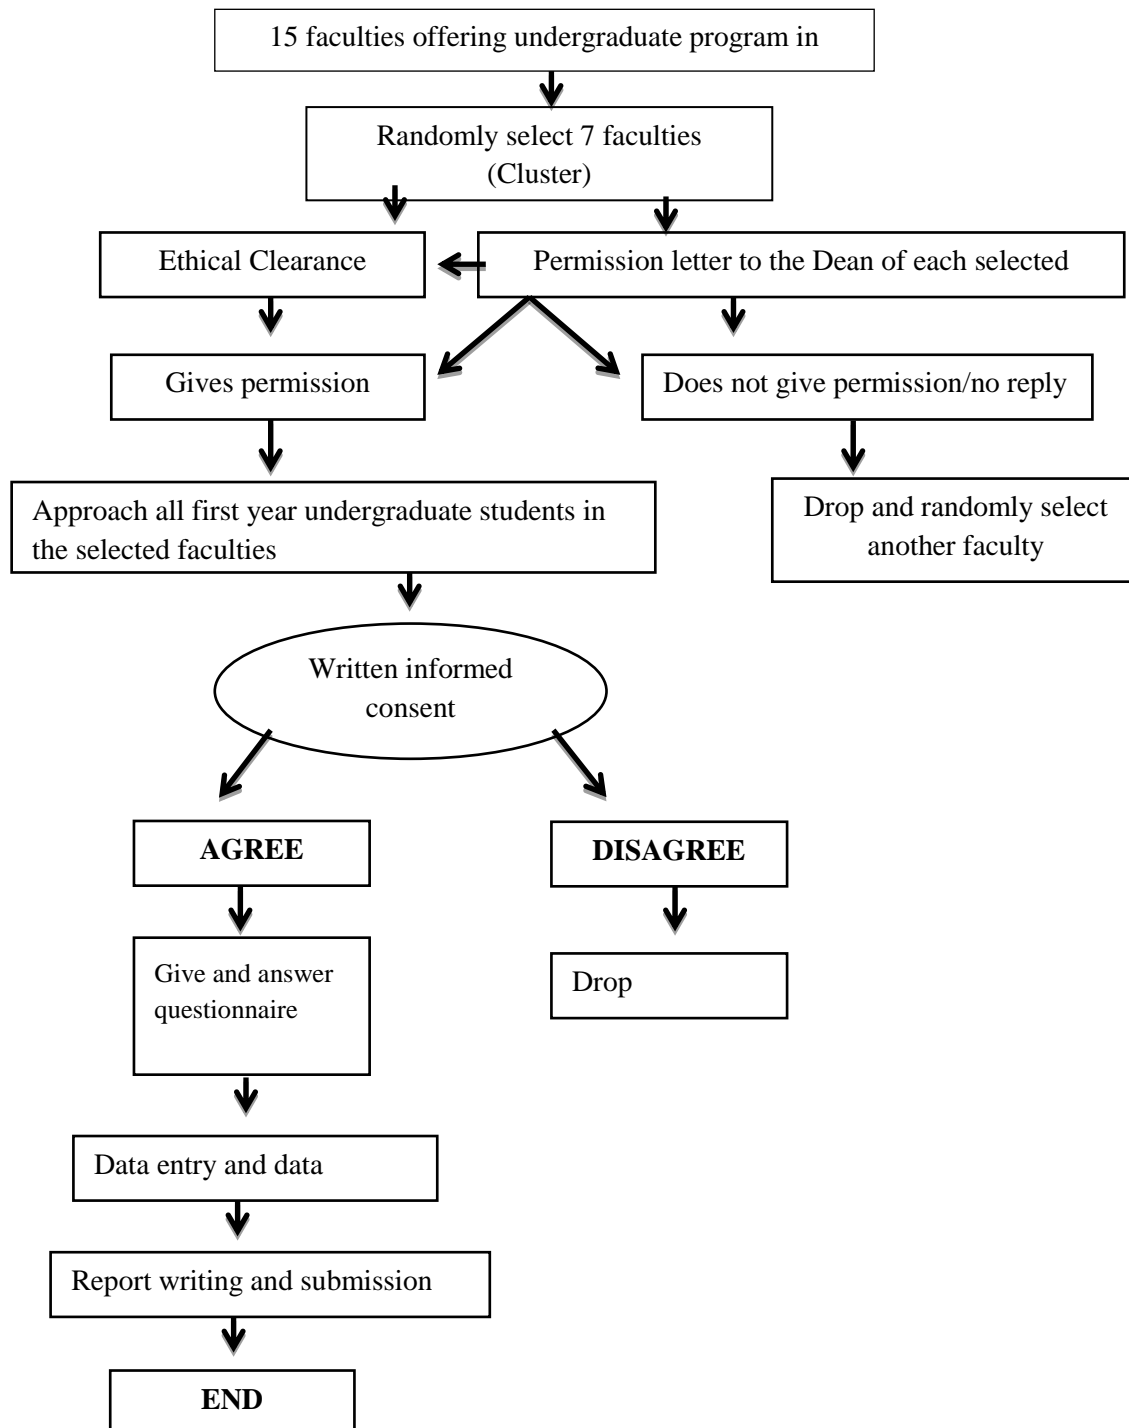 15 faculties offering undergraduate program in
Randomly select 7 faculties
(Cluster)
Ethical Clearance
Permission letter to the Dean of each selected
Gives permission
Does not give permission/no reply
Approach all first year undergraduate students in
the selected faculties
Drop and randomly select
another faculty
Written informed
consent
AGREE
DISAGREE
Give and answer
questionnaire
Drop
Data entry and data
Report writing and submission
END